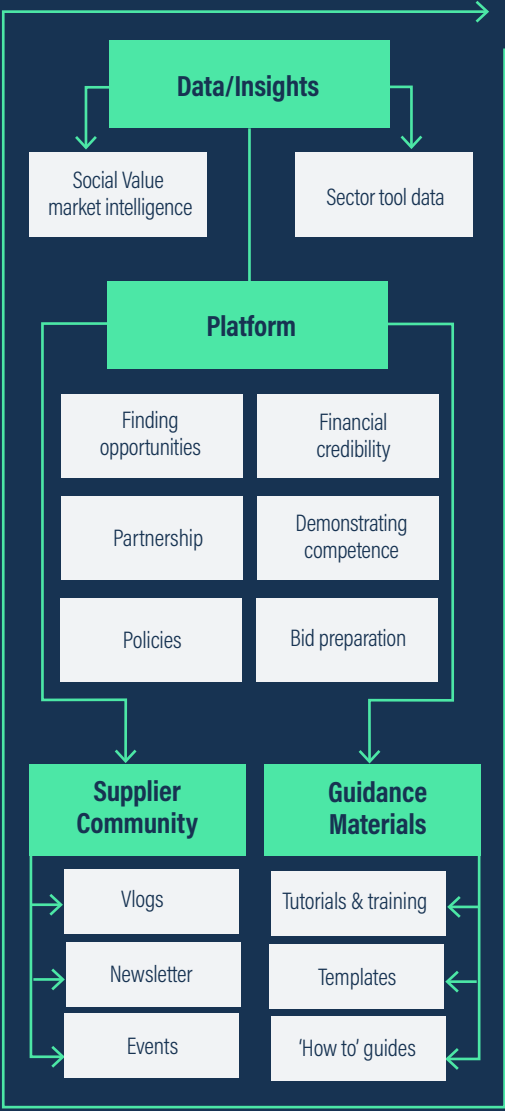 Data/Insights
Social Value
market intelligence
Sector tool data
Platform
Finding
opportunities
Financial
credibility
Partnership
Demonstrating
competence
Policies
Bid preparation
Supplier
Community
Guidance
Materials
Vlogs
Tutorials & training
Newsletter
Templates
Events
‘How to’ guides